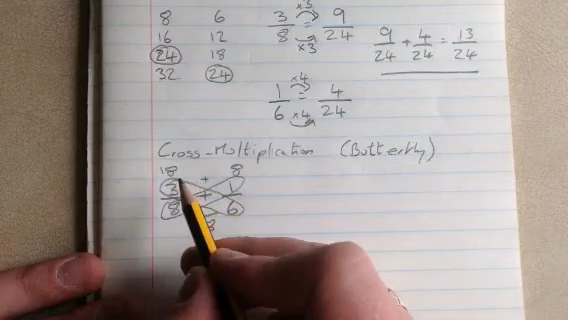 8 6
16 12
24 18
32 24
×3
3/8 = 9/24
×3
×4
1/6 = 4/24
×4
9/24 + 4/24 = 13/24
Cross-Multiplication (Butterfly)
18 + 8
3/8 + 1/6